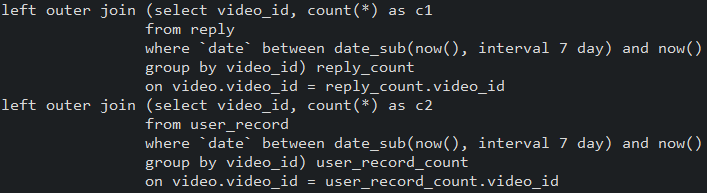 left outer join (select video_id, count(*) as c1
from reply
where `date` between date_sub(now(), interval 7 day) and now()
group by video_id) reply_count
on video.video_id = reply_count.video_id
left outer join (select video_id, count(*) as c2
from user_record
where `date` between date_sub(now(), interval 7 day) and now()
group by video_id) user_record_count
on video.video_id = user_record_count.video_id